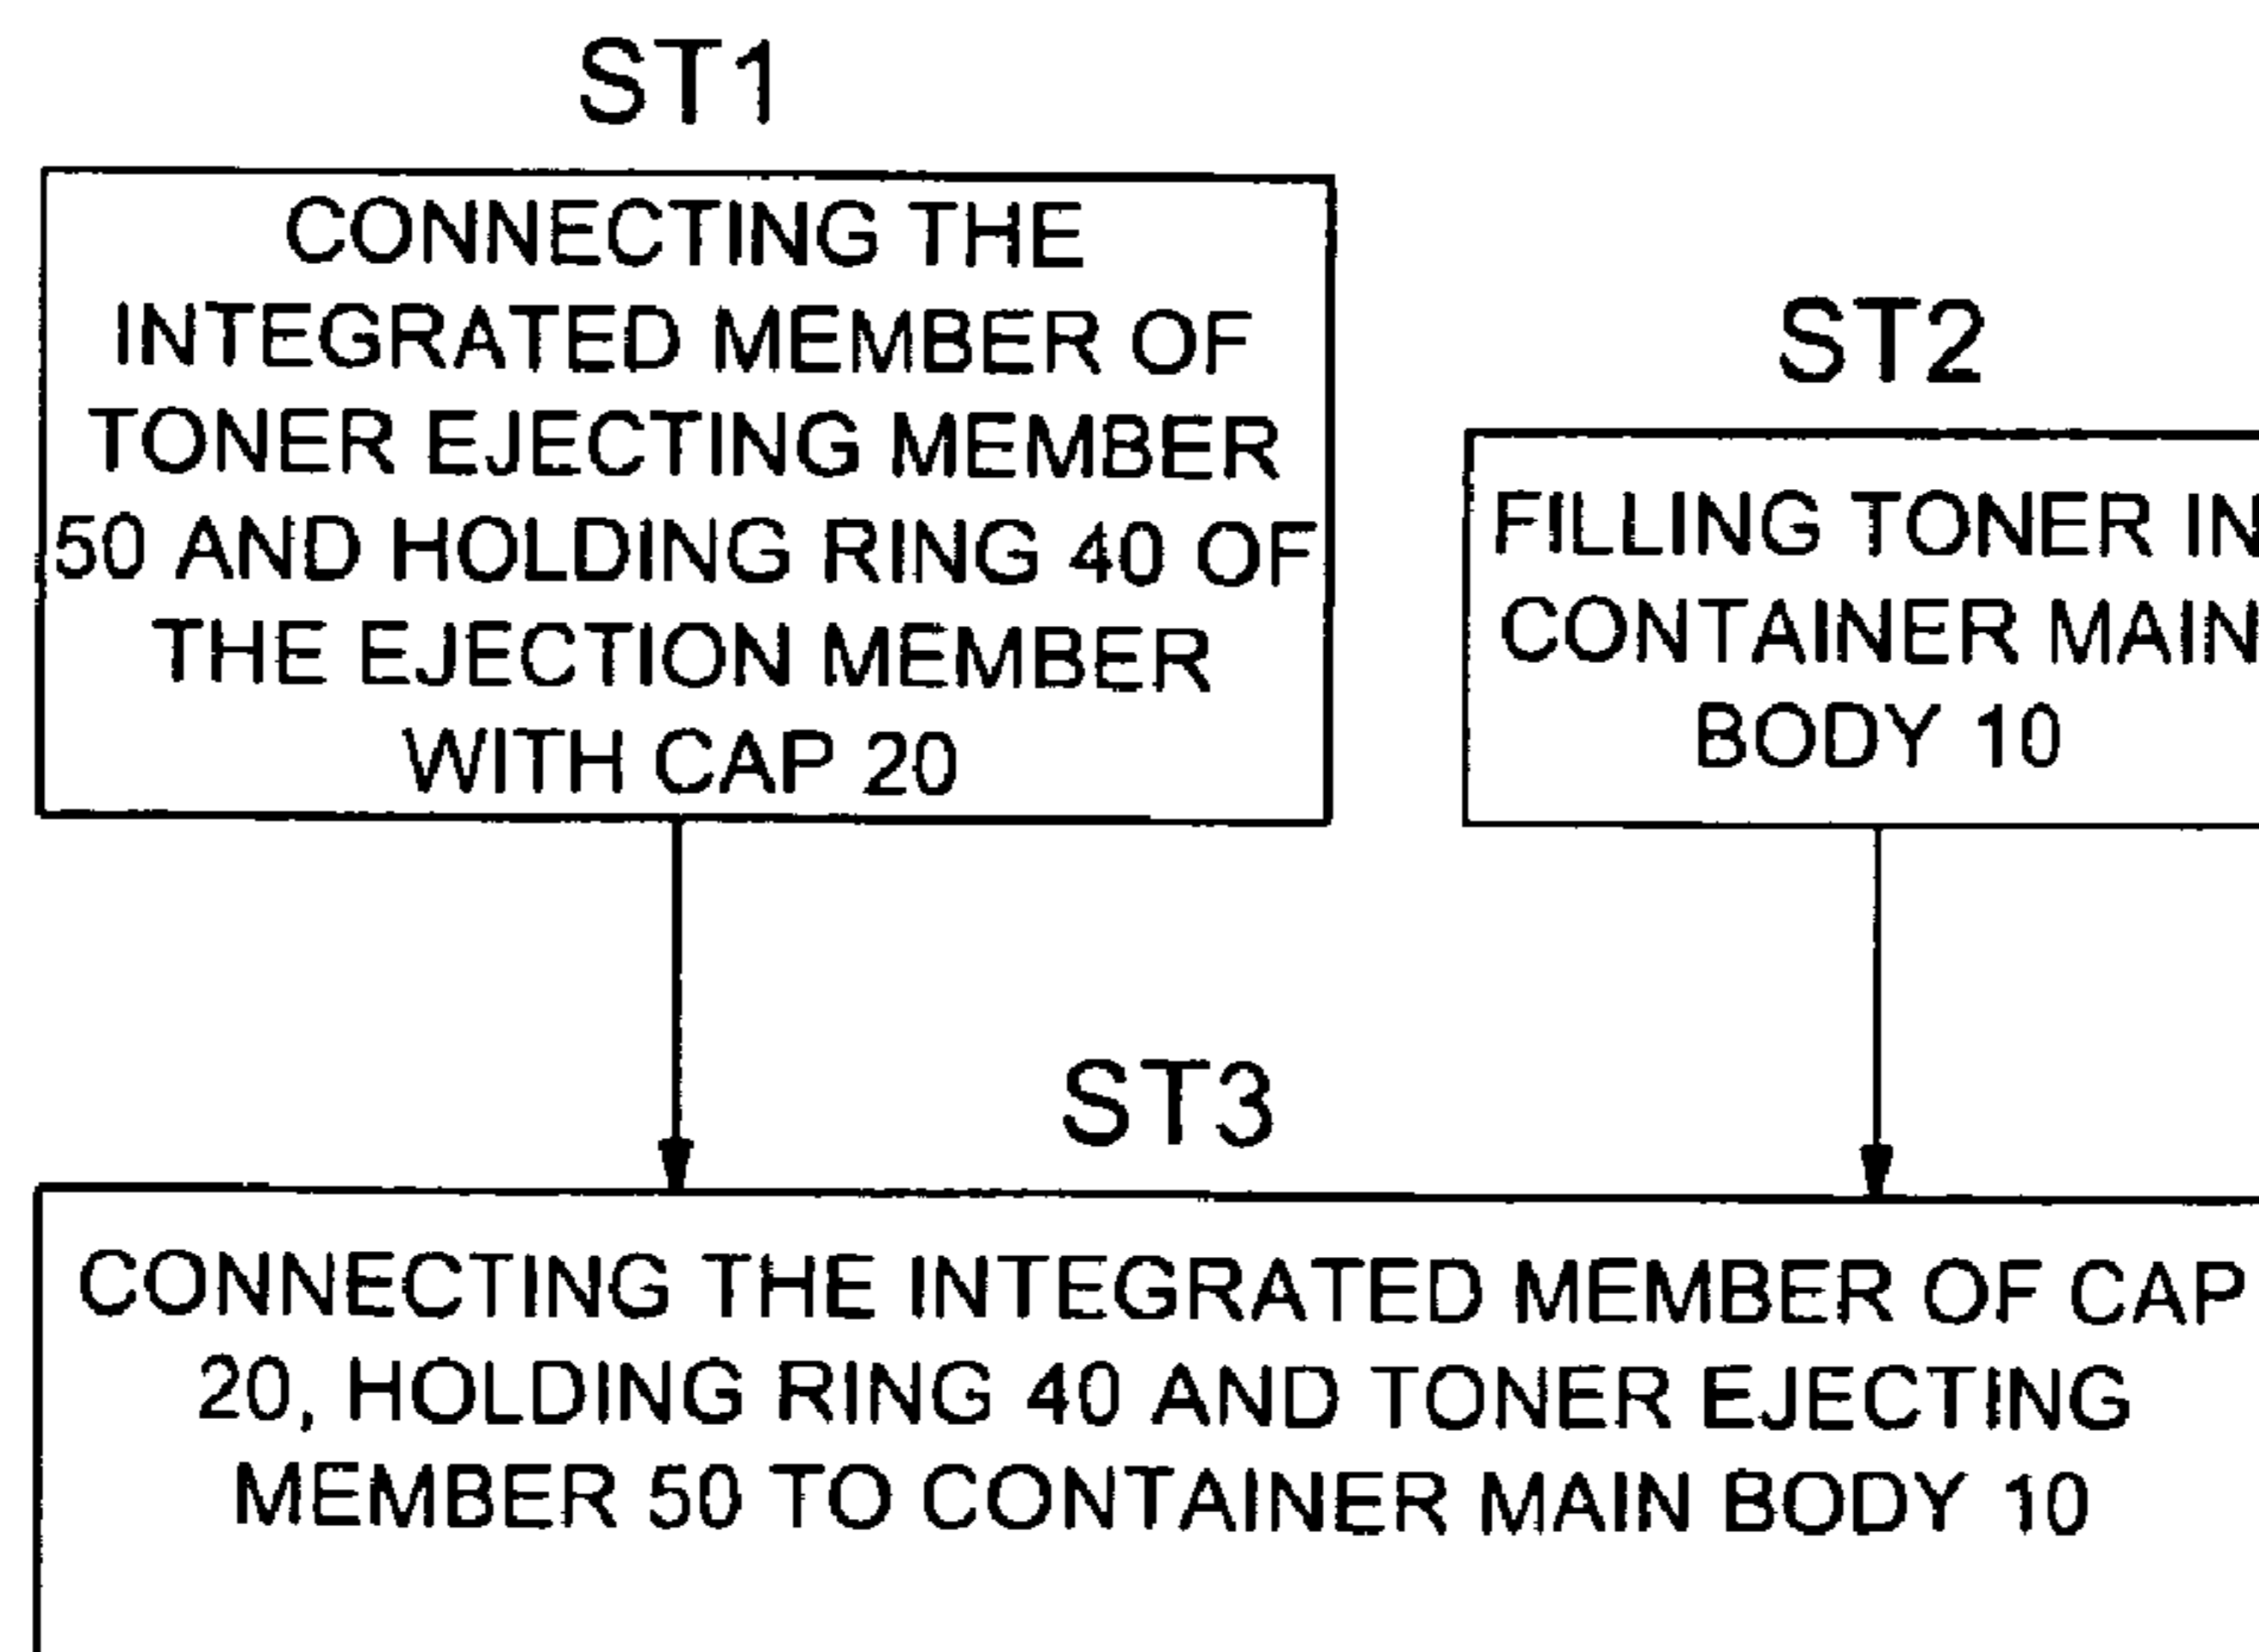 ST1
CONNECTING THE
INTEGRATED MEMBER OF
TONER EJECTING MEMBER
50 AND HOLDING RING 40 OF
THE EJECTION MEMBER
WITH CAP 20
ST2
FILLING TONER IN
CONTAINER MAIN
BODY 10
ST3
CONNECTING THE INTEGRATED MEMBER OF CAP
20, HOLDING RING 40 AND TONER EJECTING
MEMBER 50 TO CONTAINER MAIN BODY 10